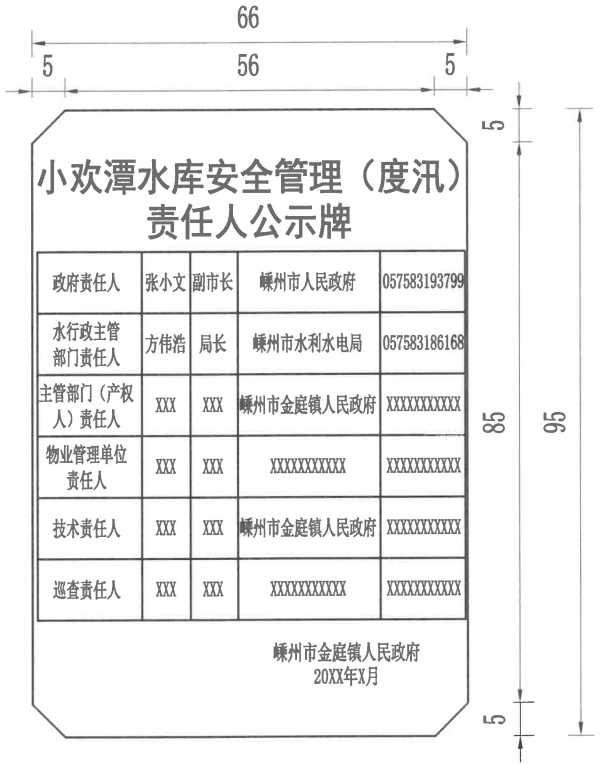 66
5 56 5
5
小欢潭水库安全管理（度汛）
责任人公示牌
政府责任人 张小文 副市长 嵊州市人民政府 057583193799
水行政主管
部门责任人 方伟浩 局长 嵊州市水利水电局 057583186168
主管部门（产权
人）责任人 XXX XXX 嵊州市金庭镇人民政府 XXXXXXXXXXX
物业管理单位
责任人 XXX XXX XXXXXXXXXXX XXXXXXXXXXX
技术责任人 XXX XXX 嵊州市金庭镇人民政府 XXXXXXXXXXX
巡查责任人 XXX XXX XXXXXXXXXXX XXXXXXXXXXX
85
95
嵊州市金庭镇人民政府
20XX年X月
5